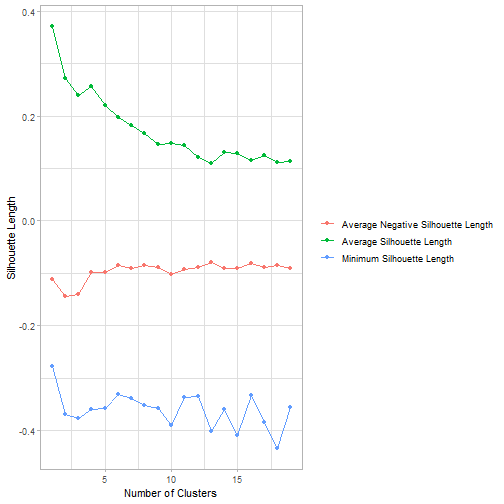 0.4
0.2
0.0
-0.2
-0.4
Silhouette Length
5
10
15
Number of Clusters
Average Negative Silhouette Length
Average Silhouette Length
Minimum Silhouette Length